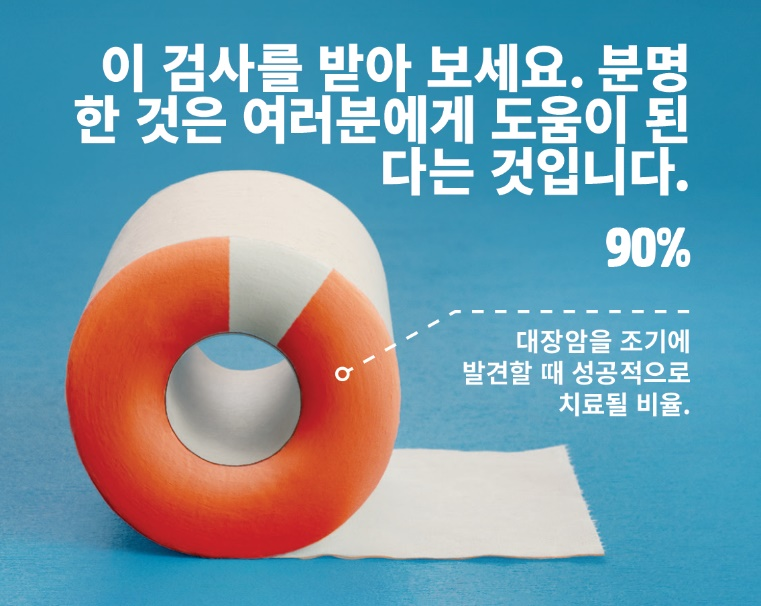 이 검사를 받아 보세요. 분명
한 것은 여러분에게 도움이 된
다는 것입니다.
90%
대장암을 조기에
발견할 때 성공적으로
치료될 비율.